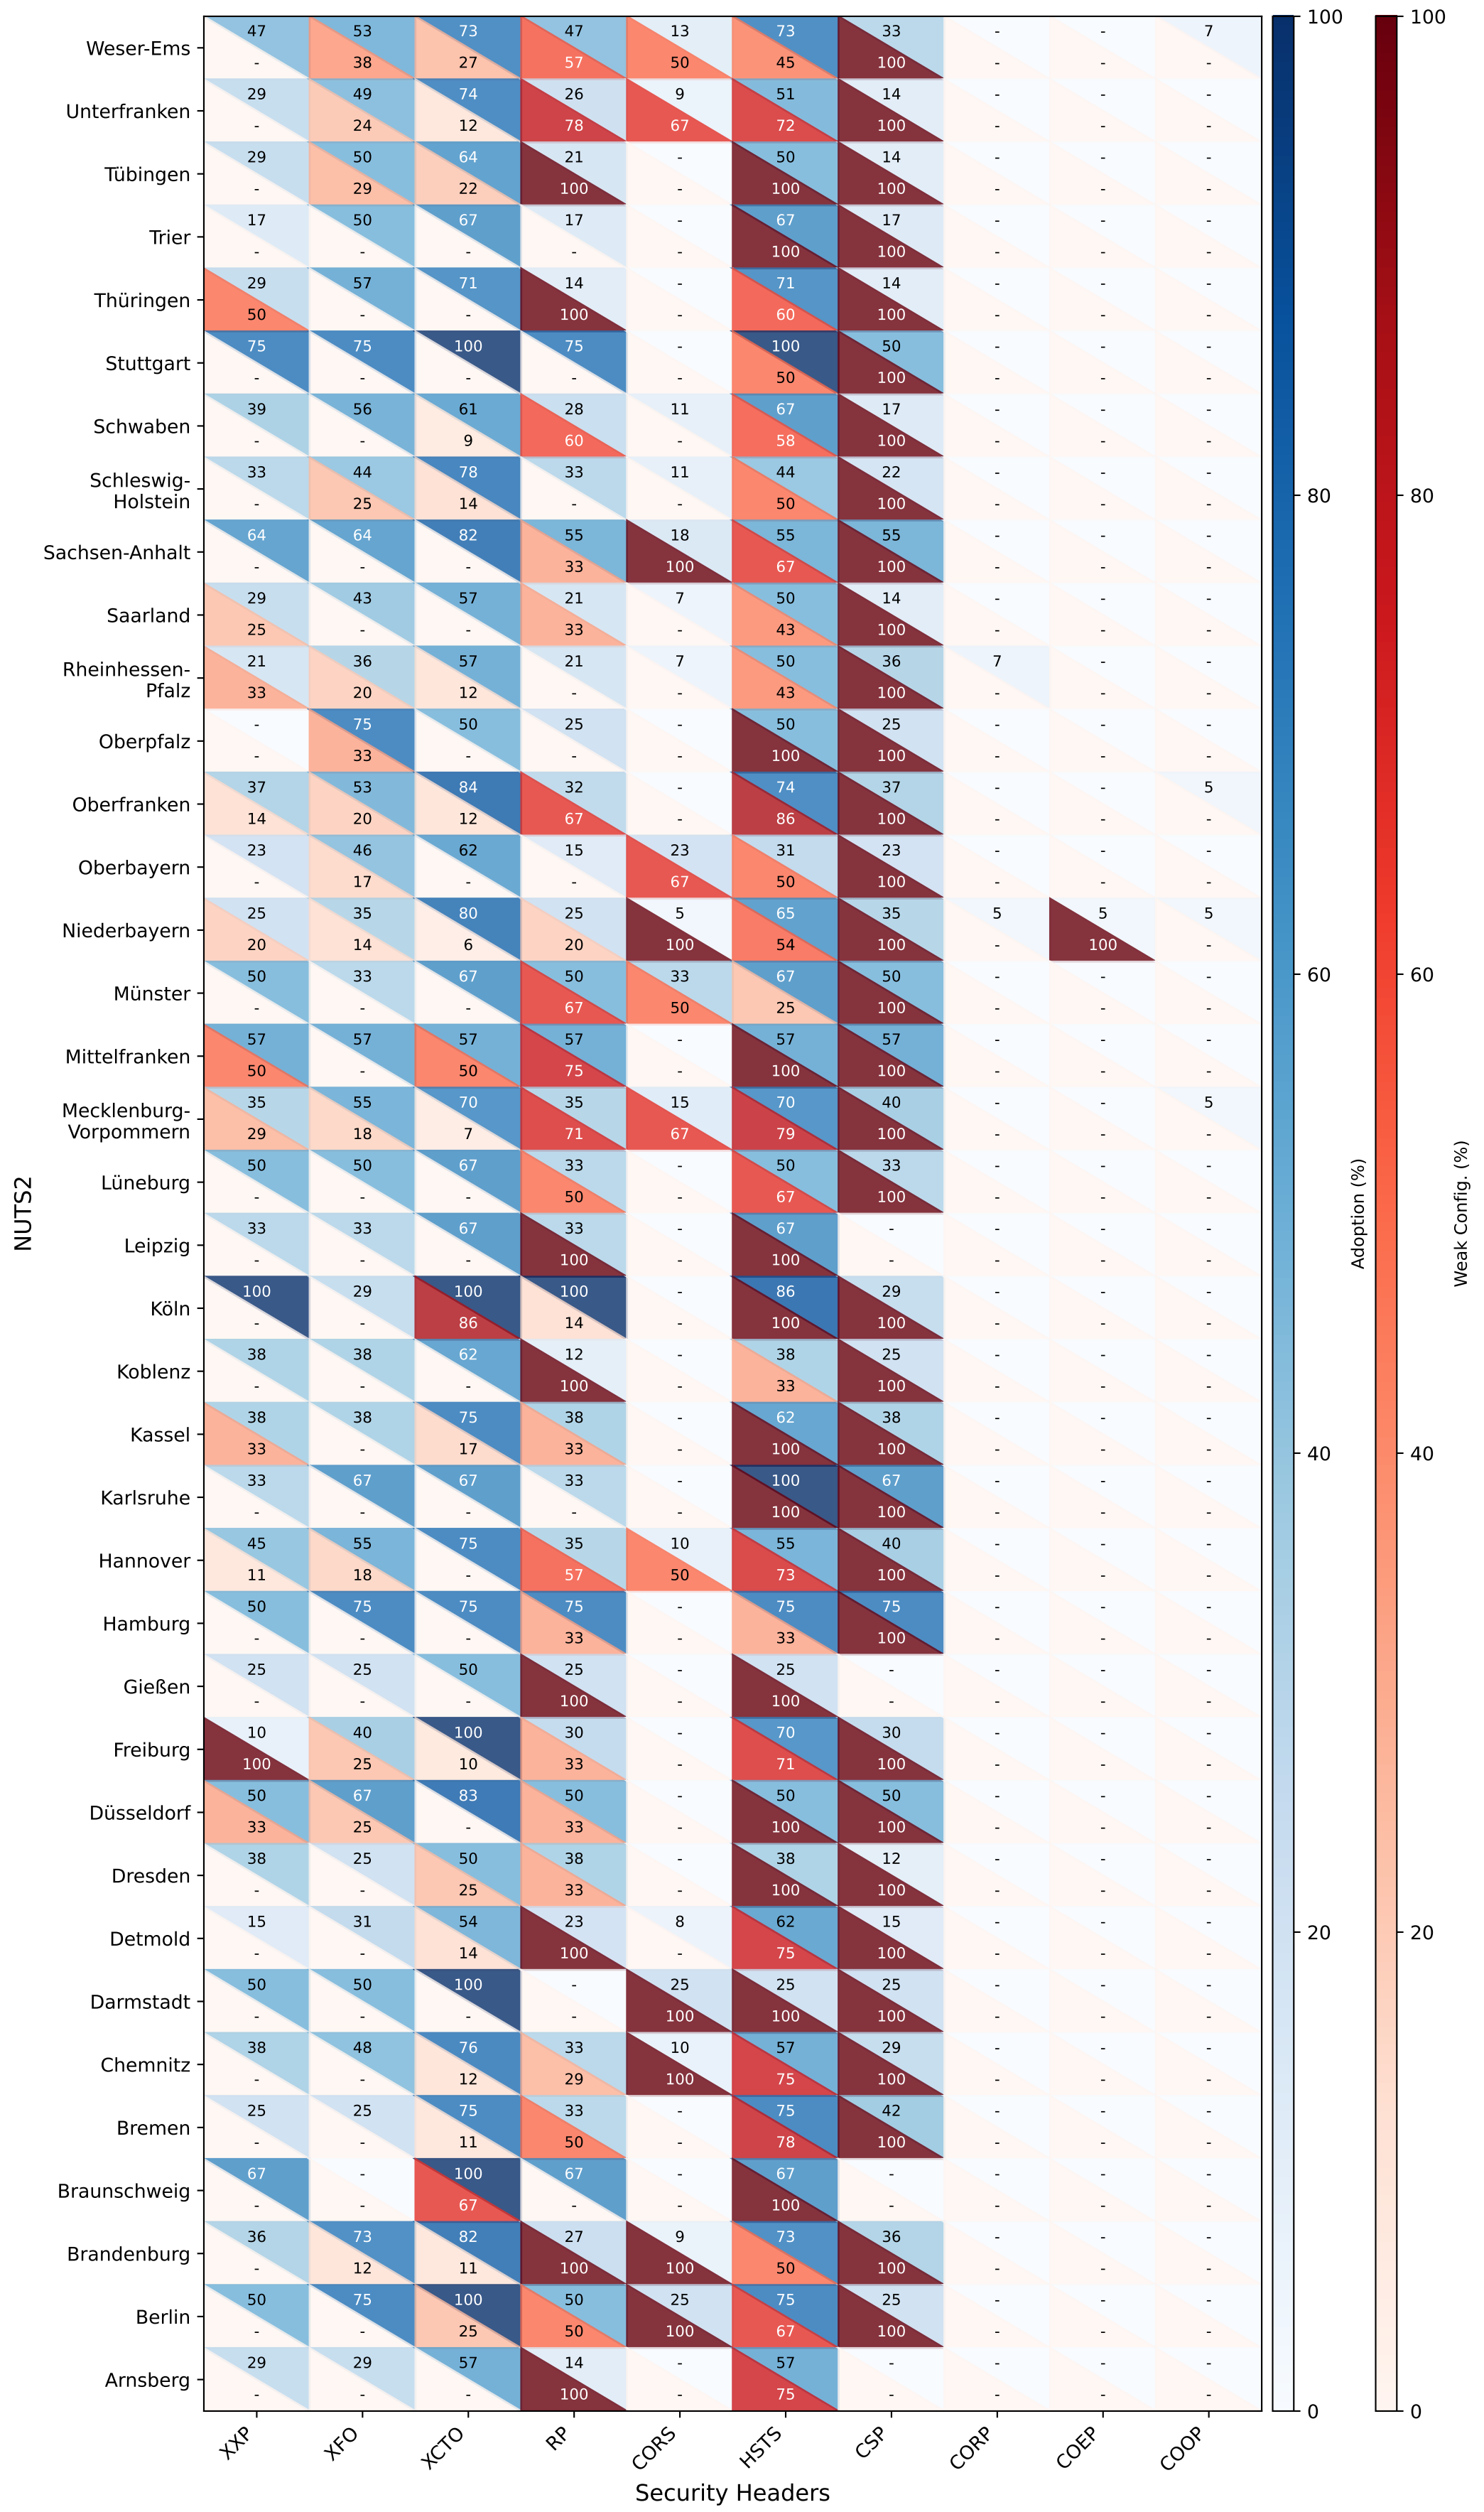 Weser-Ems
47 53 73 47 13 73 33 - - 7
- 38 27 57 50 45 100 - - -
Unterfranken
29 49 74 26 9 51 14 - - -
- 24 12 78 67 72 100 - - -
Tübingen
29 50 64 21 - 50 14 - - -
- 29 22 100 - 100 100 - - -
Trier
17 50 67 17 - 67 17 - - -
- - - - - 100 100 - - -
Thüringen
29 57 71 14 - 71 14 - - -
50 - - 100 - 60 100 - - -
Stuttgart
75 75 100 75 - 100 50 - - -
- - - - - 50 100 - - -
Schwaben
39 56 61 28 11 67 17 - - -
- - 9 60 - 58 100 - - -
Schleswig-
Holstein
33 44 78 33 11 44 22 - - -
- 25 14 - - 50 100 - - -
Sachsen-Anhalt
64 64 82 55 18 55 55 - - -
- - - 33 100 67 100 - - -
Saarland
29 43 57 21 7 50 14 - - -
25 - - 33 - 43 100 - - -
Rheinhessen-
Pfalz
21 36 57 21 7 50 36 7 - -
33 20 12 - - 43 100 - - -
Oberpfalz
- 75 50 25 - 50 25 - - -
- 33 - - - 100 100 - - -
Oberfranken
37 53 84 32 - 74 37 - - 5
14 20 12 67 - 86 100 - - -
Oberbayern
23 46 62 15 23 31 23 - - -
- 17 - - 67 50 100 - - -
Niederbayern
25 35 80 25 5 65 35 5 5 5
20 14 6 20 100 54 100 - 100 -
Münster
50 33 67 50 33 67 50 - - -
- - - 67 50 25 100 - - -
Mittelfranken
57 57 57 57 - 57 57 - - -
50 - 50 75 - 100 100 - - -
Mecklenburg-
Vorpommern
35 55 70 35 15 70 40 - - 5
29 18 7 71 67 79 100 - - -
Lüneburg
50 50 67 33 - 50 33 - - -
- - - 50 - 67 100 - - -
Leipzig
33 33 67 33 - 67 - - - -
- - - 100 - 100 - - - -
Köln
100 29 100 100 - 86 29 - - -
- - 86 14 - 100 100 - - -
Koblenz
38 38 62 12 - 38 25 - - -
- - - 100 - 33 100 - - -
Kassel
38 38 75 38 - 62 38 - - -
33 - 17 33 - 100 100 - - -
Karlsruhe
33 67 67 33 - 100 67 - - -
- - - - - 100 100 - - -
Hannover
45 55 75 35 10 55 40 - - -
11 18 - 57 50 73 100 - - -
Hamburg
50 75 75 75 - 75 75 - - -
- - - 33 - 33 100 - - -
Gießen
25 25 50 25 - 25 - - - -
- - - 100 - 100 - - - -
Freiburg
10 40 100 30 - 70 30 - - -
100 25 10 33 - 71 100 - - -
Düsseldorf
50 67 83 50 - 50 50 - - -
33 25 - 33 - 100 100 - - -
Dresden
38 25 50 38 - 38 12 - - -
- - 25 33 - 100 100 - - -
Detmold
15 31 54 23 8 62 15 - - -
- - 14 100 - 75 100 - - -
Darmstadt
50 50 100 - 25 25 25 - - -
- - - - 100 100 100 - - -
Chemnitz
38 48 76 33 10 57 29 - - -
- - 12 29 100 75 100 - - -
Bremen
25 25 75 33 - 75 42 - - -
- - 11 50 - 78 100 - - -
Braunschweig
67 - 100 67 - 67 - - - -
- - 67 - - 100 - - - -
Brandenburg
36 73 82 27 9 73 36 - - -
- 12 11 100 100 50 100 - - -
Berlin
50 75 100 50 25 75 25 - - -
- - 25 50 100 67 100 - - -
Arnsberg
29 29 57 14 - 57 - - - -
- - - 100 - 75 - - - -
XXP XFO XCTO RP CORS HSTS CSP CORP COEP COOP
Security Headers
NUTS2
100
80
60
40
20
0
Adoption (%)
100
80
60
40
20
0
Weak Config. (%)